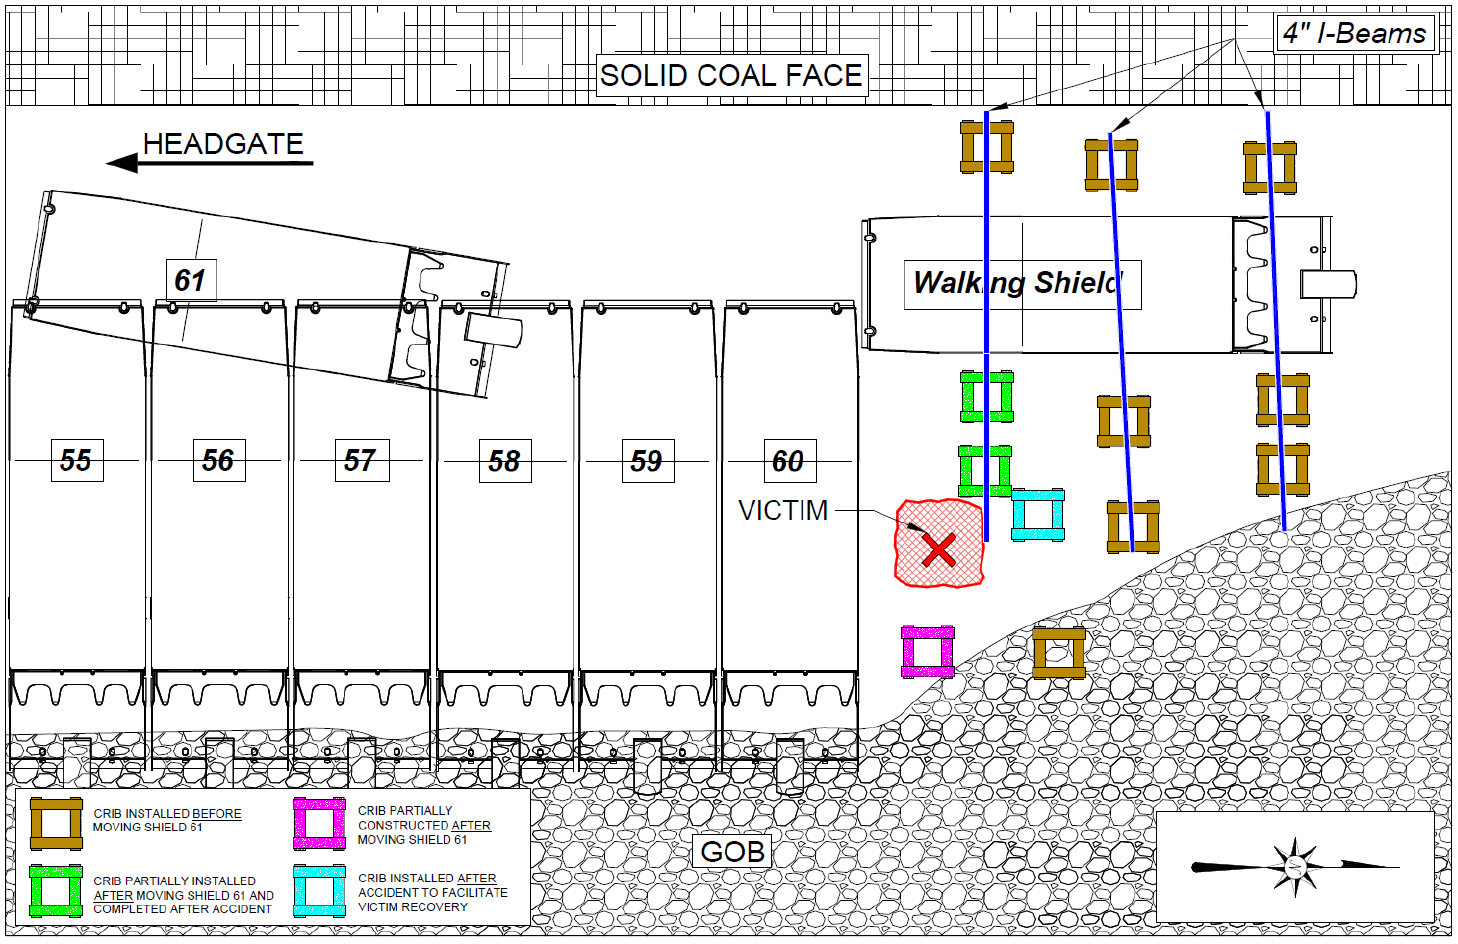 4" I-Beams
SOLID COAL FACE
HEADGATE
61
Walking Shield
55
56
57
58
59
60
VICTIM
CRIB INSTALLED BEFORE
MOVING SHIELD 61
CRIB PARTIALLY
CONSTRUCTED AFTER
MOVING SHIELD 61
CRIB PARTIALLY INSTALLED
AFTER MOVING SHIELD 61 AND
COMPLETED AFTER ACCIDENT
CRIB INSTALLED AFTER
ACCIDENT TO FACILITATE
VICTIM RECOVERY
GOB